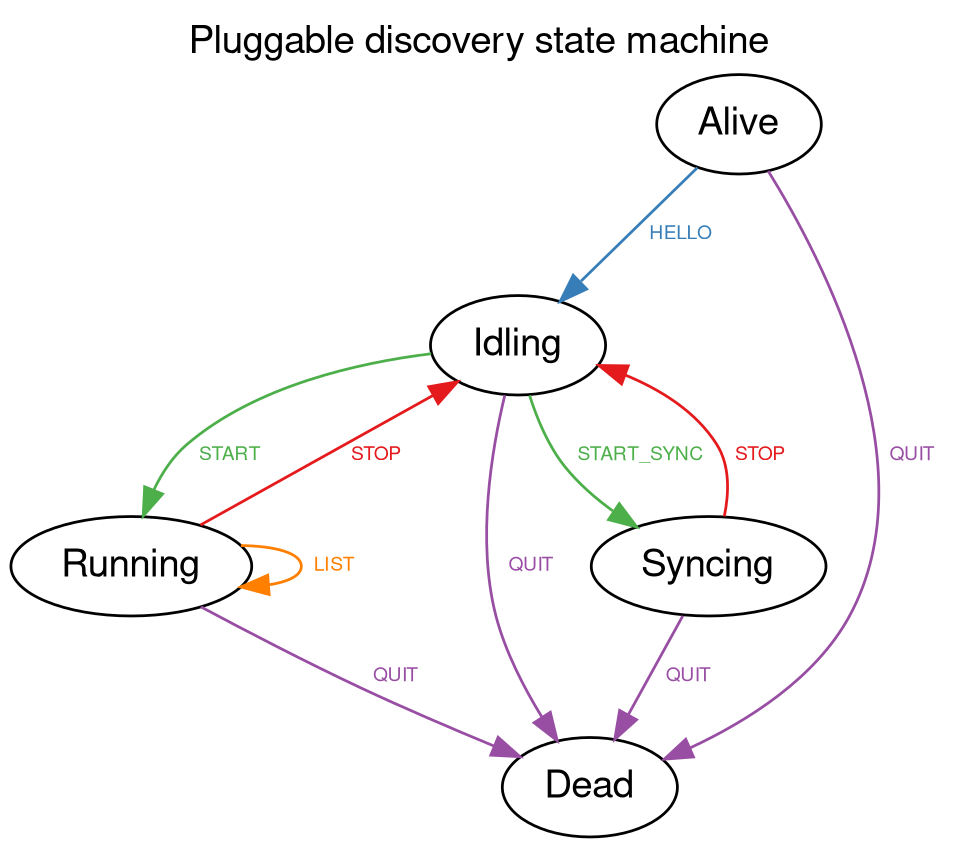 Pluggable discovery state machine
Alive
HELLO
Idling
START
STOP
START_SYNC
STOP
QUIT
Running
LIST
QUIT
Syncing
QUIT
QUIT
Dead